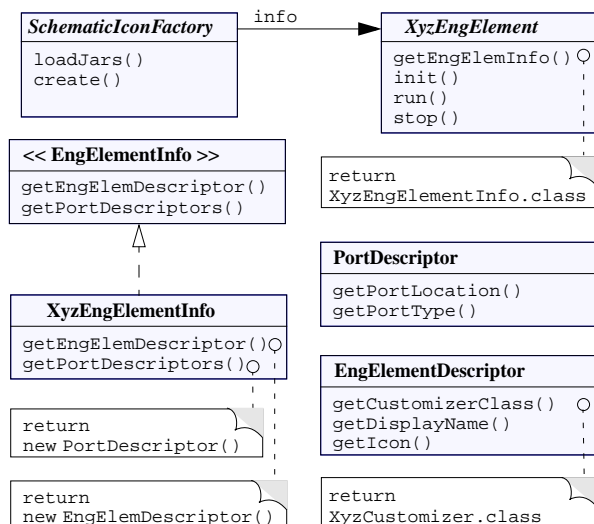 SchematicIconFactory
loadJars()
create()
info
XyzEngElement
getEngElemInfo()
init()
run()
stop()
return
XyzEngElementInfo.class
<< EngElementInfo >>
getEngElemDescriptor()
getPortDescriptors()
PortDescriptor
getPortLocation()
getPortType()
XyzEngElementInfo
getEngElemDescriptor()
getPortDescriptors()
return
new PortDescriptor()
return
new EngElemDescriptor()
EngElementDescriptor
getCustomizerClass()
getDisplayName()
getIcon()
return
XyzCustomizer.class